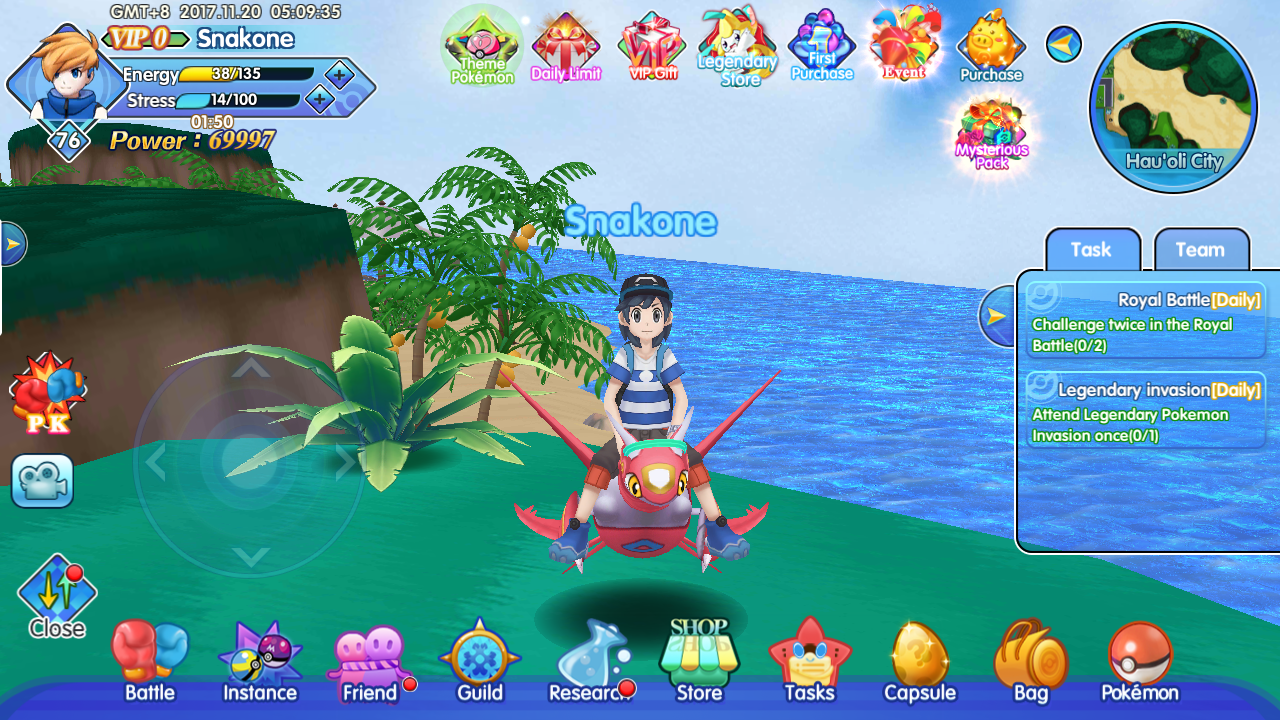 GMT+8 2017.11.20 05:09:35
VIP 0 Snakone
Energy 38/135
Stress 14/100
01:50
76 Power : 69997
Theme Pokémon
Daily Limit
VIP Gift
Legendary Store
First Purchase
Event
Purchase
Mysterious Pack
Hau'oli City
Snakone
Task
Team
Royal Battle[Daily]
Challenge twice in the Royal
Battle(0/2)
Legendary invasion[Daily]
Attend Legendary Pokemon
Invasion once(0/1)
PK
Close
SHOP
Battle
Instance
Friend
Guild
Research
Store
Tasks
Capsule
Bag
Pokémon